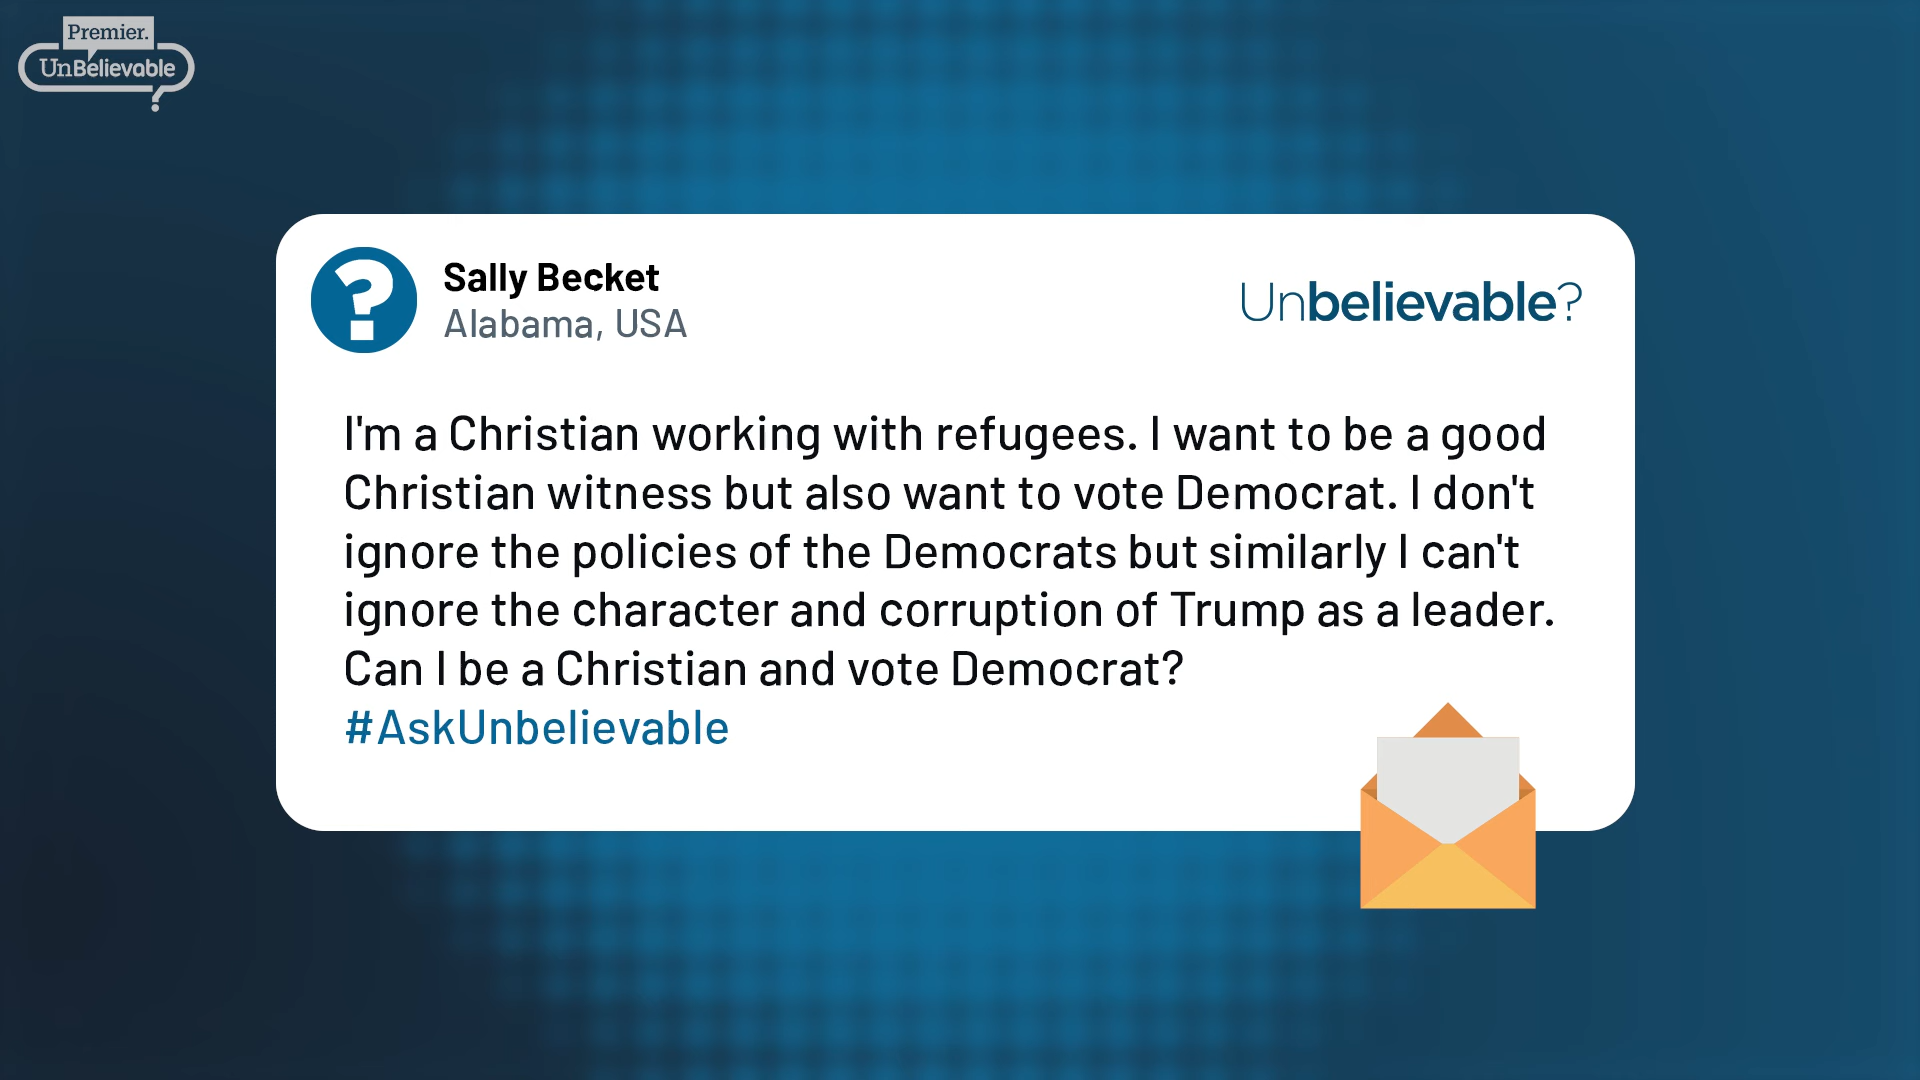 Premier.
UnBelievable
?
Sally Becket
Alabama, USA
Unbelievable?
I'm a Christian working with refugees. I want to be a good
Christian witness but also want to vote Democrat. I don't
ignore the policies of the Democrats but similarly I can't
ignore the character and corruption of Trump as a leader.
Can I be a Christian and vote Democrat?
#AskUnbelievable